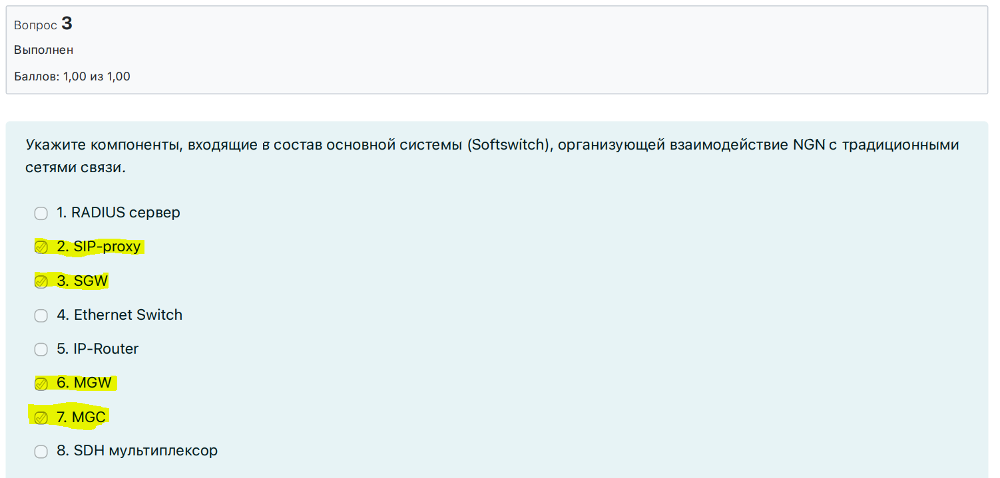 Вопрос 3
Выполнен
Баллов: 1,00 из 1,00
Укажите компоненты, входящие в состав основной системы (Softswitch), организующей взаимодействие NGN с традиционными
сетями связи.
1. RADIUS сервер
2. SIP-proxy
3. SGW
4. Ethernet Switch
5. IP-Router
6. MGW
7. MGC
8. SDH мультиплексор